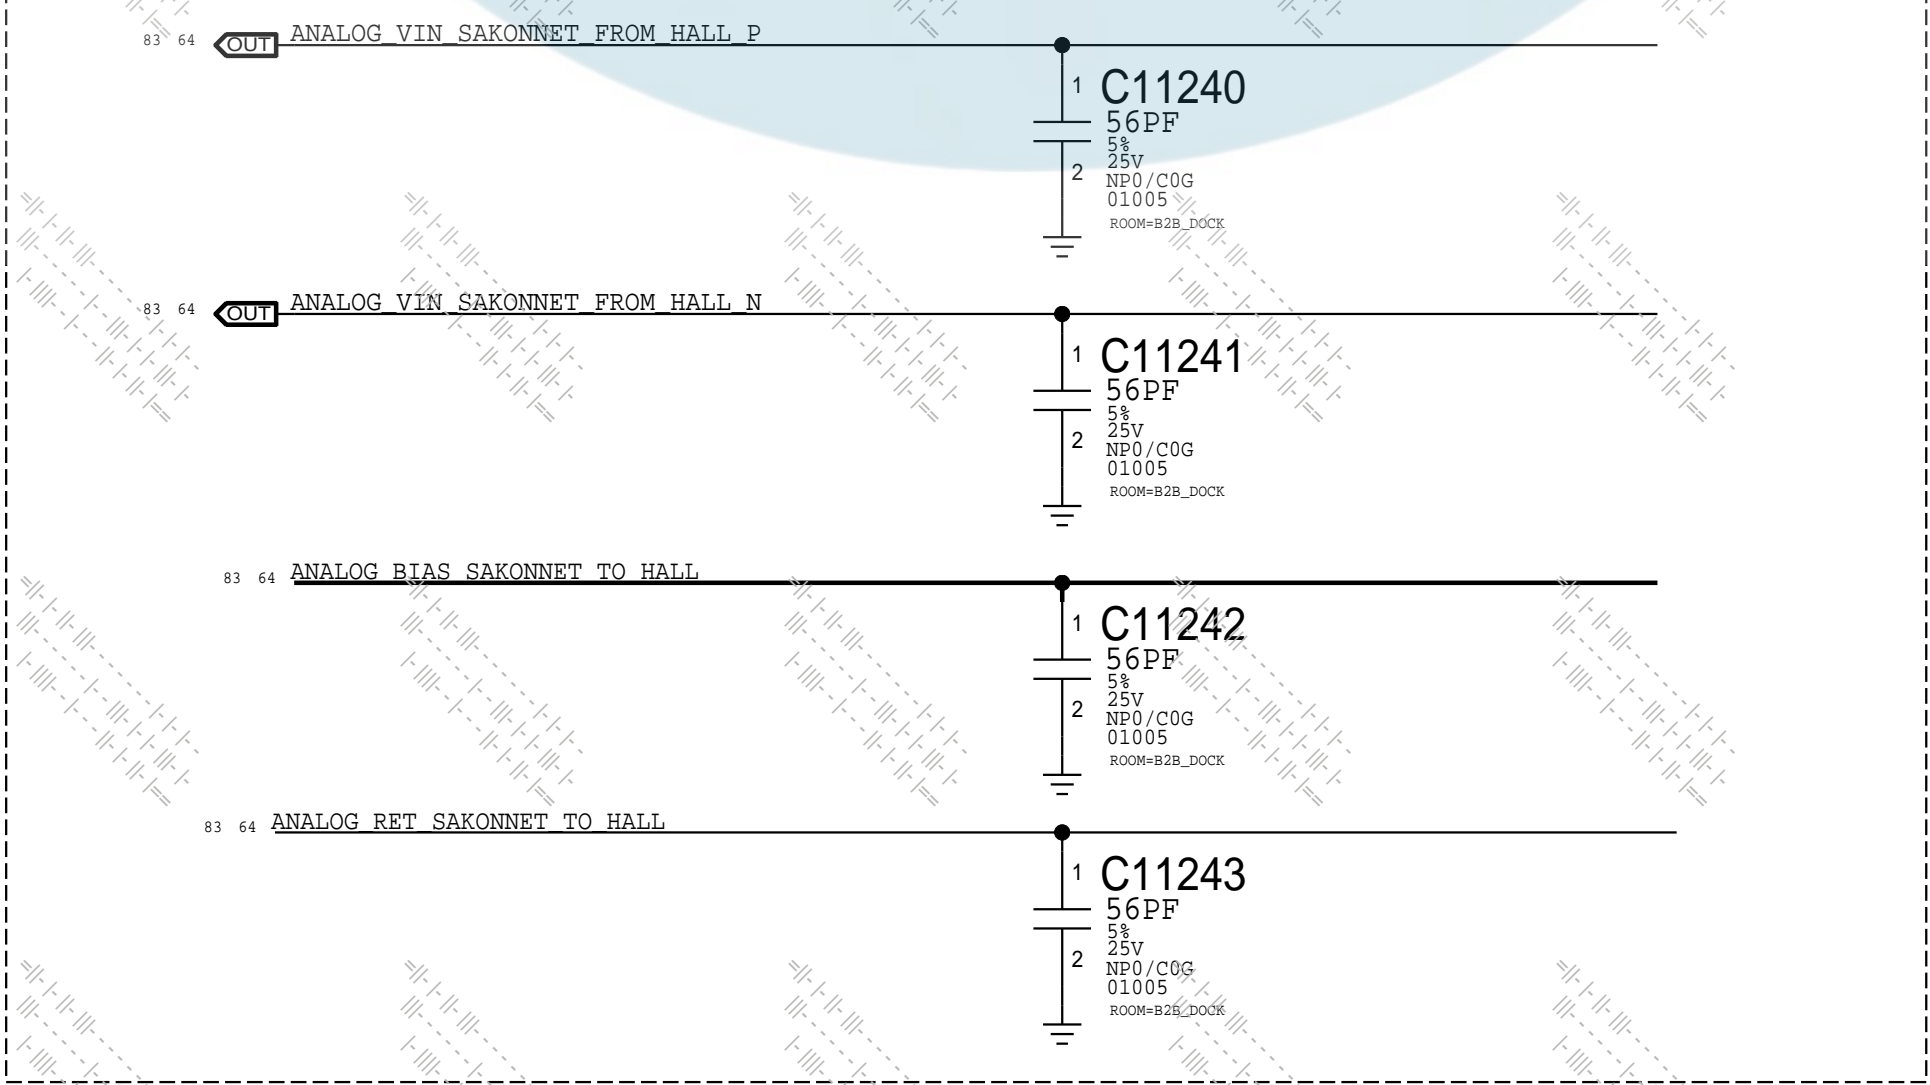 83 64 OUT ANALOG_VIN_SAKONNET_FROM_HALL_P
1 C11240
56PF
5%
25V
2 NP0/C0G
01005
ROOM=B2B_DOCK
83 64 OUT ANALOG_VIN_SAKONNET_FROM_HALL_N
1 C11241
56PF
5%
25V
2 NP0/C0G
01005
ROOM=B2B_DOCK
83 64 ANALOG_BIAS_SAKONNET_TO_HALL
1 C11242
56PF
5%
25V
2 NP0/C0G
01005
ROOM=B2B_DOCK
83 64 ANALOG_RET_SAKONNET_TO_HALL
1 C11243
56PF
5%
25V
2 NP0/C0G
01005
ROOM=B2B_DOCK